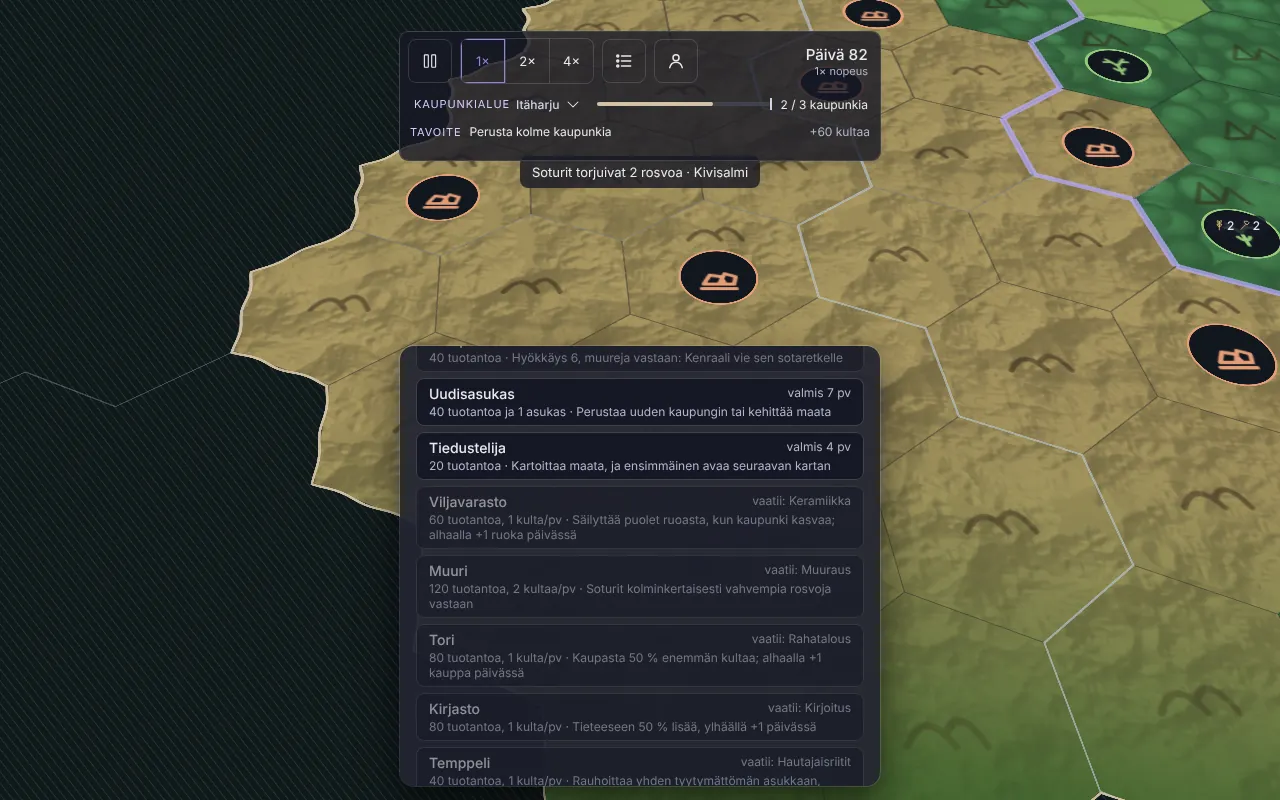 1×
2×
4×
Päivä 82
1× nopeus
KAUPUNKIALUE Itäharju
2 / 3 kaupunkia
TAVOITE Perusta kolme kaupunkia
+60 kultaa
Soturit torjuivat 2 rosvoa · Kivisalmi
2 2
40 tuotantoa · Hyökkäys 6, muureja vastaan: Kenraali vie sen sotaretkelle
Uudisasukas
valmis 7 pv
40 tuotantoa ja 1 asukas · Perustaa uuden kaupungin tai kehittää maata
Tiedustelija
valmis 4 pv
20 tuotantoa · Kartoittaa maata, ja ensimmäinen avaa seuraavan kartan
Viljavarasto
vaatii: Keramiikka
60 tuotantoa, 1 kulta/pv · Säilyttää puolet ruoasta, kun kaupunki kasvaa;
alhaalla +1 ruoka päivässä
Muuri
vaatii: Muuraus
120 tuotantoa, 2 kultaa/pv · Soturit kolminkertaisesti vahvempia rosvoja
vastaan
Tori
vaatii: Rahatalous
80 tuotantoa, 1 kulta/pv · Kaupasta 50 % enemmän kultaa; alhaalla +1
kauppa päivässä
Kirjasto
vaatii: Kirjoitus
80 tuotantoa, 1 kulta/pv · Tieteeseen 50 % lisää, ylhäällä +1 päivässä
Temppeli
vaatii: Hautajaisriitit
40 tuotantoa, 1 kulta/pv · Rauhoittaa yhden tyytymättömän asukkaan,